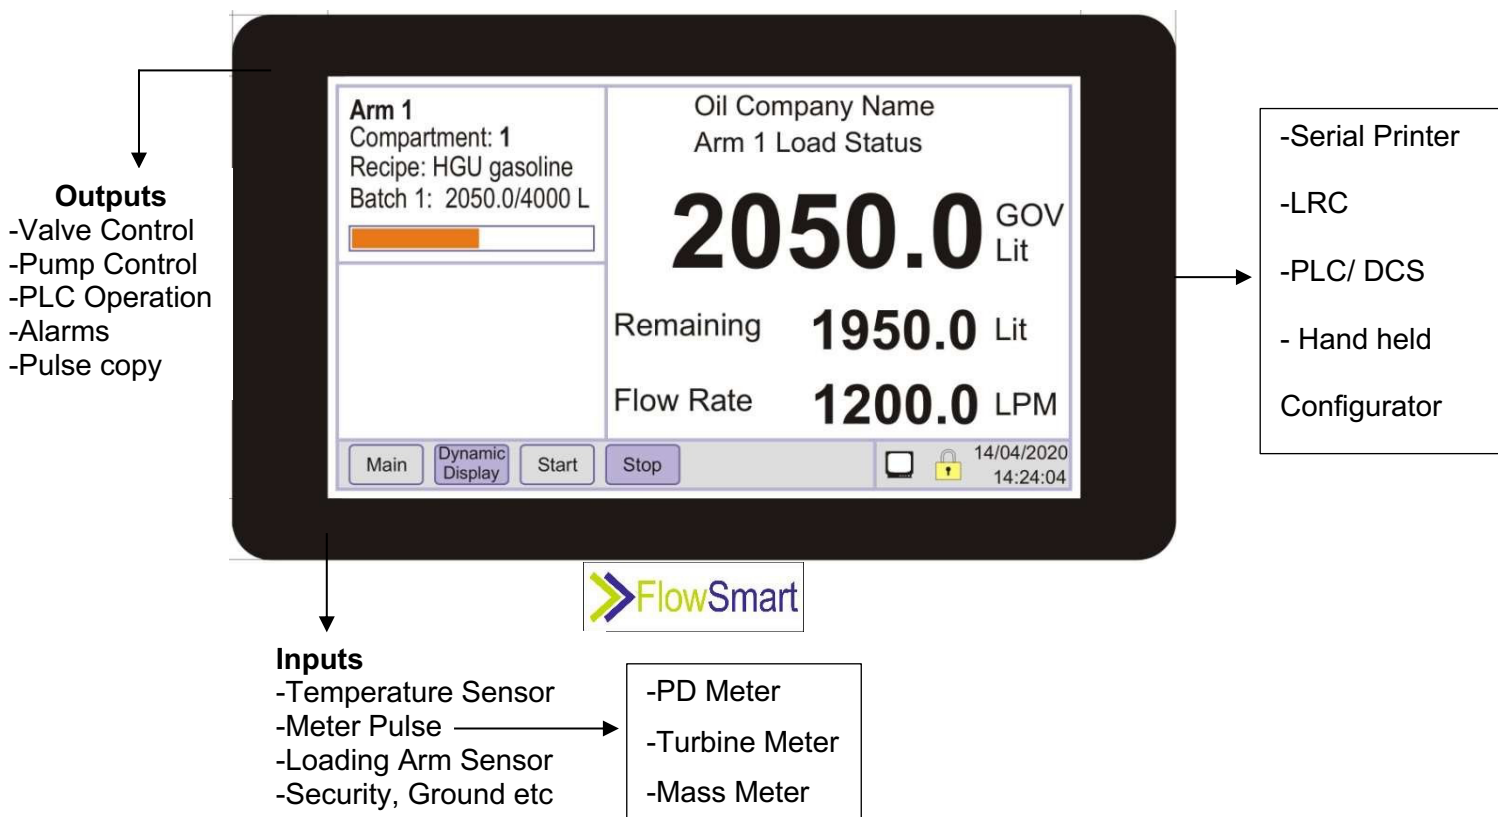 Outputs
-Valve Control
-Pump Control
-PLC Operation
-Alarms
-Pulse copy
Arm 1
Compartment: 1
Recipe: HGU gasoline
Batch 1: 2050.0/4000 L
Oil Company Name
Arm 1 Load Status
2050.0 GOV Lit
Remaining 1950.0 Lit
Flow Rate 1200.0 LPM
Main
Dynamic
Display
Start
Stop
14/04/2020
14:24:04
-Serial Printer
-LRC
-PLC/ DCS
- Hand held
Configurator
FlowSmart
Inputs
-Temperature Sensor
-Meter Pulse
-Loading Arm Sensor
-Security, Ground etc
-PD Meter
-Turbine Meter
-Mass Meter